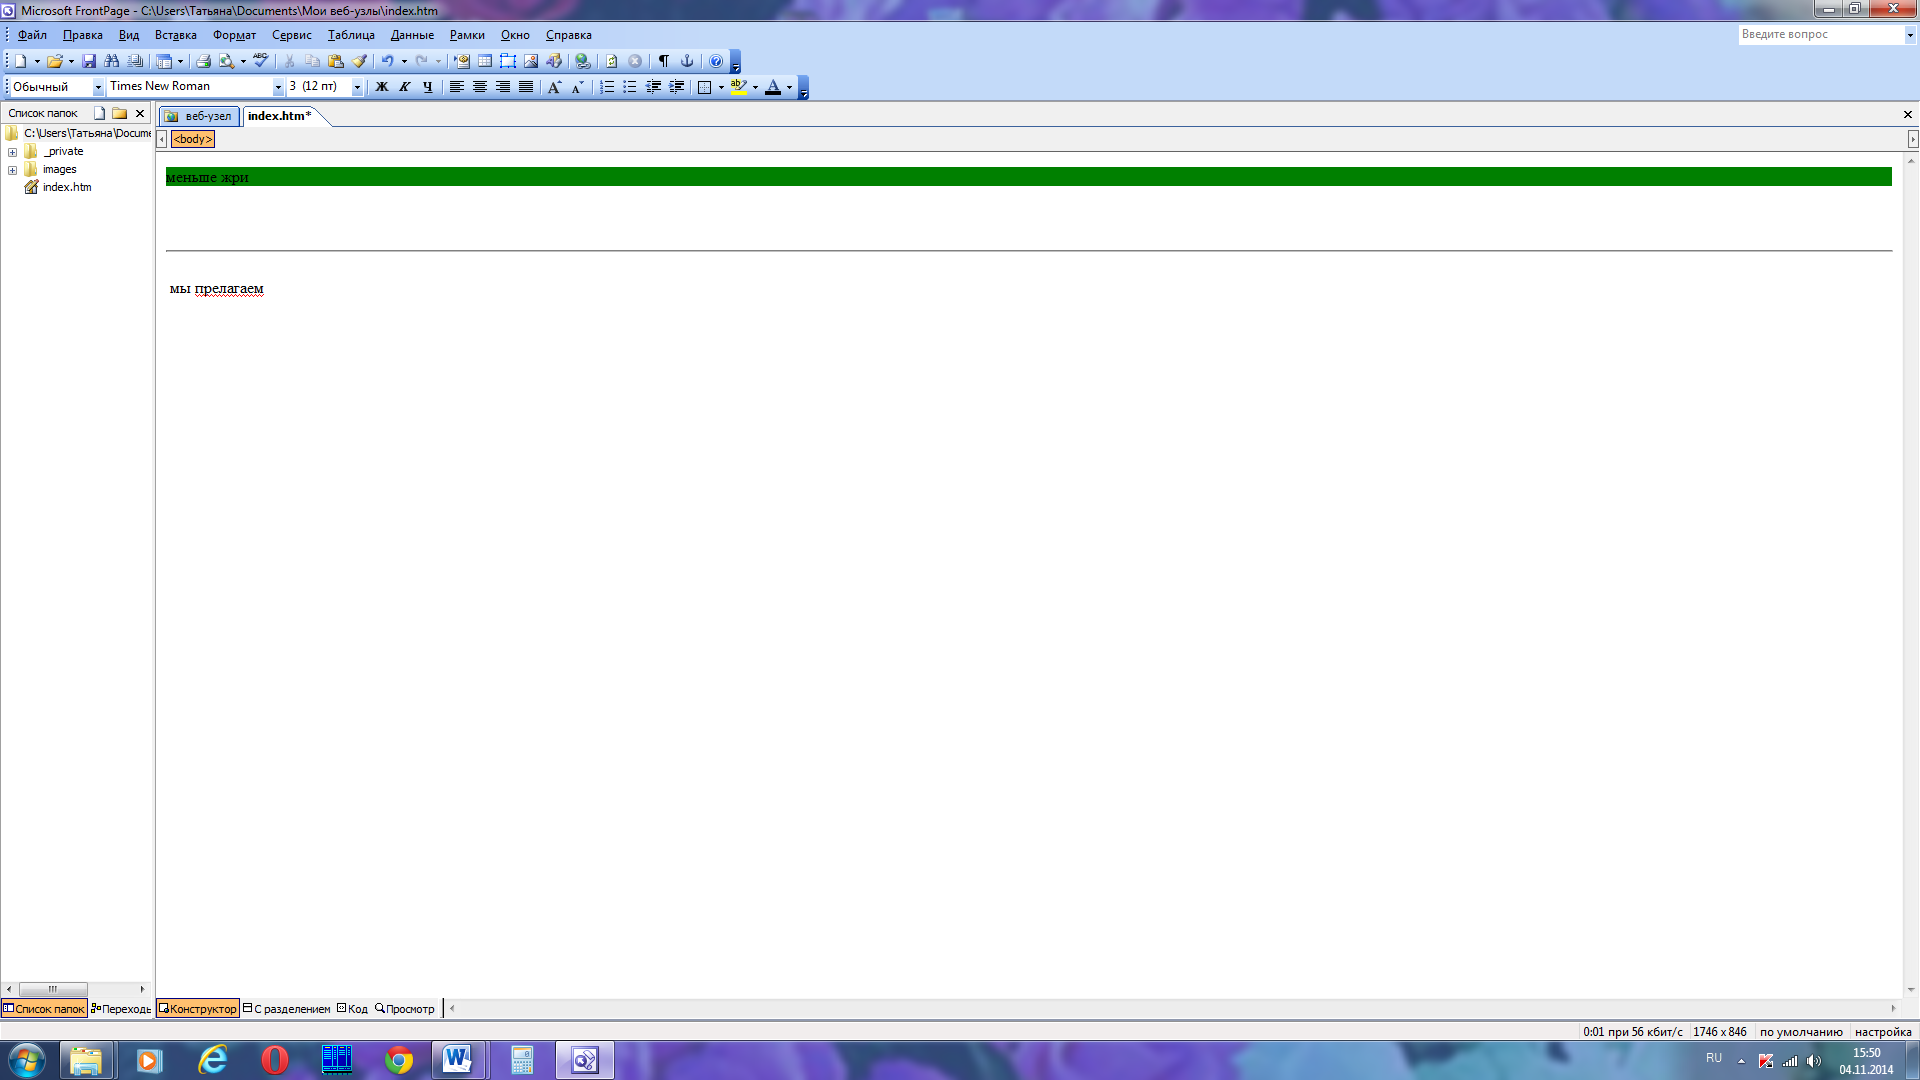 Microsoft FrontPage - C:\Users\Татьяна\Documents\Мои веб-узлы\index.htm
Файл Правка Вид Вставка Формат Сервис Таблица Данные Рамки Окно Справка
Введите вопрос
Обычный Times New Roman 3 (12 пт) Ж К Ч
Список папок
веб-узел index.htm*
C:\Users\Татьяна\Docume
<body>
_private
images
index.htm
меньше жри
мы прелагаем
Список папок Переходь
Конструктор С разделением Код Просмотр
0:01 при 56 кбит/с 1746 x 846 по умолчанию настройка
RU
15:50
04.11.2014